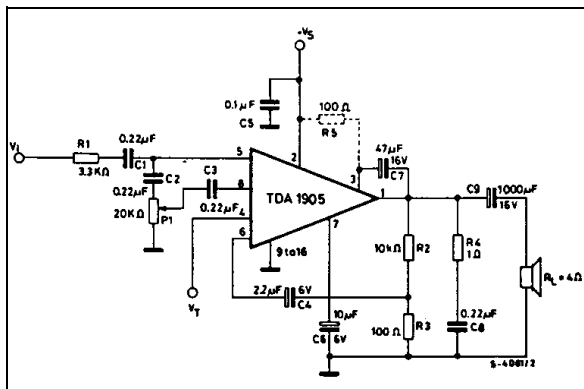 +Vs
0.1µF
C5
100Ω
R5
47µF
16V
C7
Vi
R1
3.3KΩ
0.22µF
C1
C2
0.22µF
20KΩ
P1
C3
0.22µF
5
8
4
6
2
3
1
7
TDA 1905
9 to 16
VT
2.2µF
6V
C4
10µF
C6
6V
10kΩ
R2
100Ω
R3
R4
1Ω
0.22µF
C8
C9
1000µF
16V
RL = 4Ω
S-4081/2